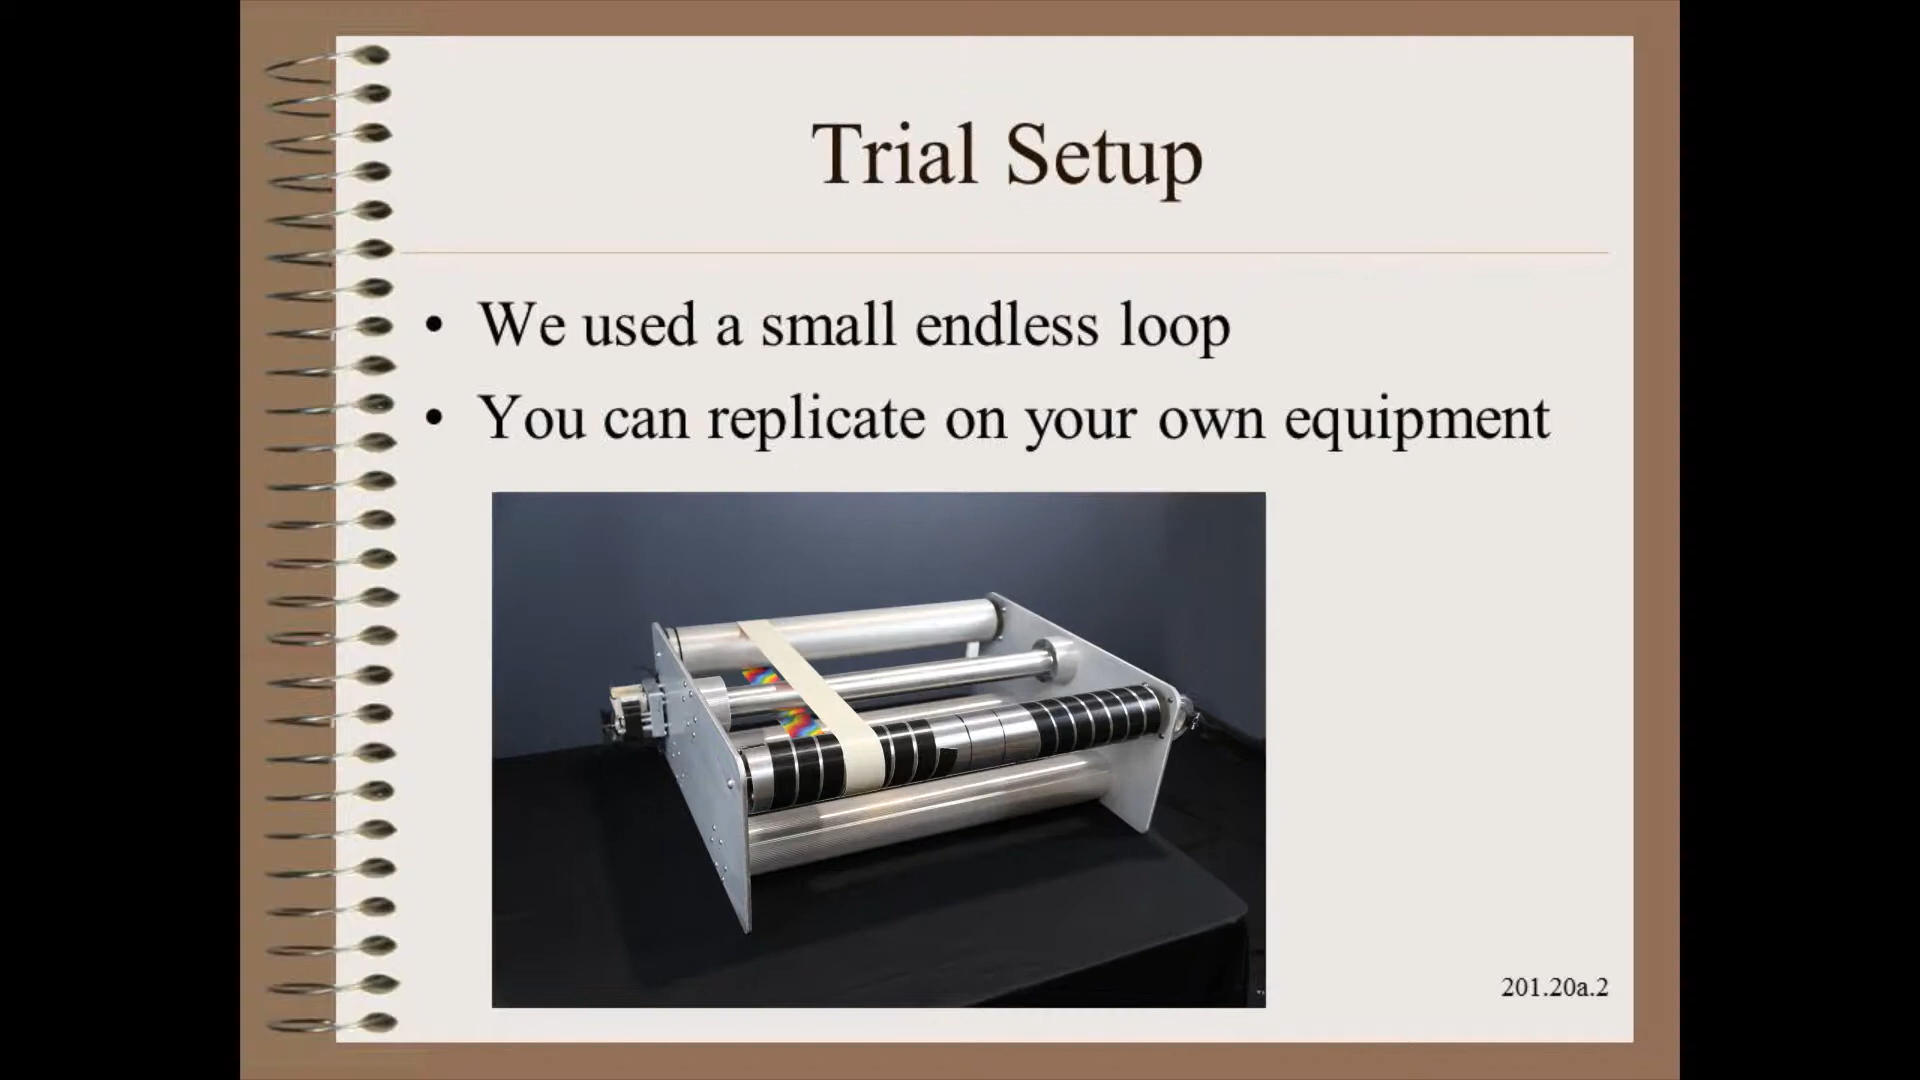 Trial Setup
• We used a small endless loop
• You can replicate on your own equipment
201.20a.2